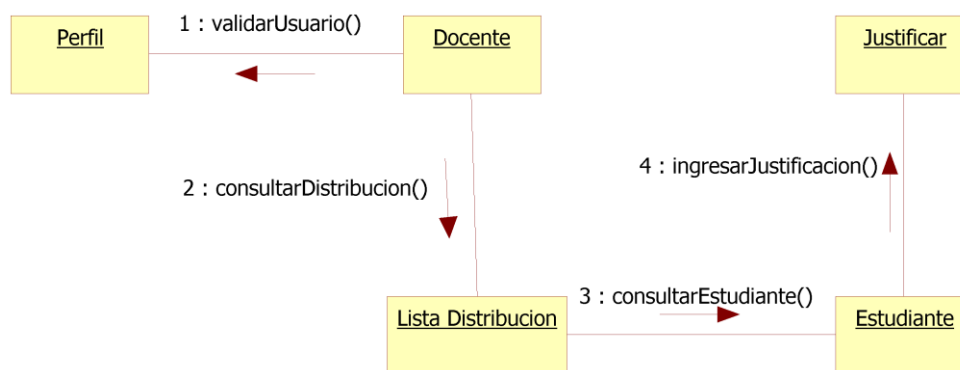 1 : validarUsuario()
Perfil
Docente
Justificar
2 : consultarDistribucion()
4 : ingresarJustificacion()
3 : consultarEstudiante()
Lista Distribucion
Estudiante